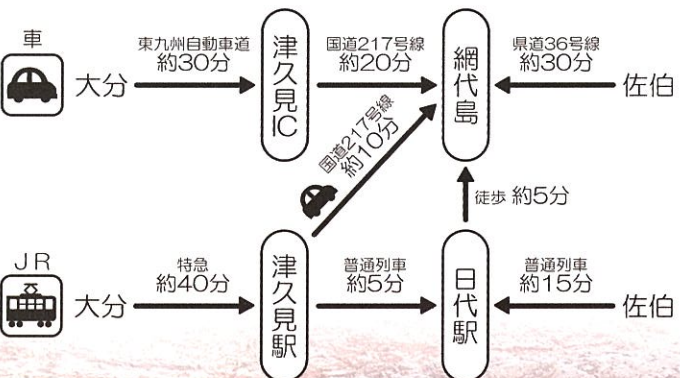 車
大分
東九州自動車道
約30分
津久見IC
国道217号線
約20分
網代島
県道36号線
約30分
佐伯
国道217号線
約10分
徒歩 約5分
JR
大分
特急
約40分
津久見駅
普通列車
約5分
日代駅
普通列車
約15分
佐伯